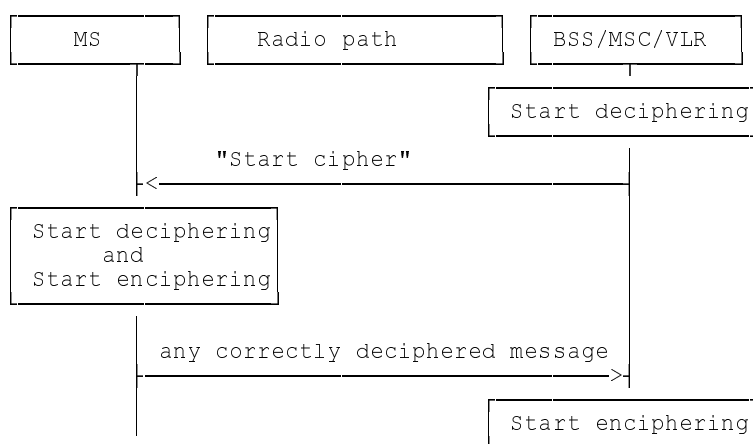 MS Radio path BSS/MSC/VLR
Start deciphering
"Start cipher"
<
Start deciphering
and
Start enciphering
any correctly deciphered message
>
Start enciphering